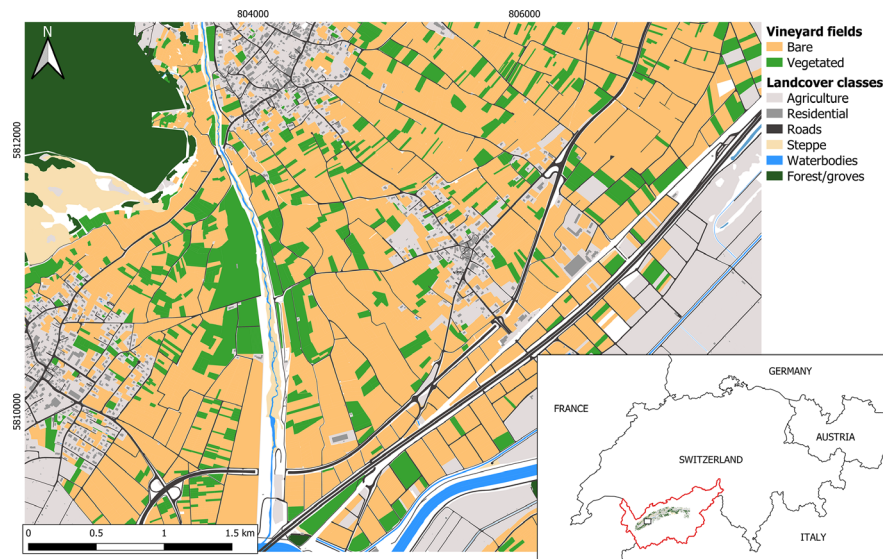 804000
806000
N
5812000
5810000
Vineyard fields
Bare
Vegetated
Landcover classes
Agriculture
Residential
Roads
Steppe
Waterbodies
Forest/groves
GERMANY
FRANCE
AUSTRIA
SWITZERLAND
ITALY
0 0.5 1 1.5 km